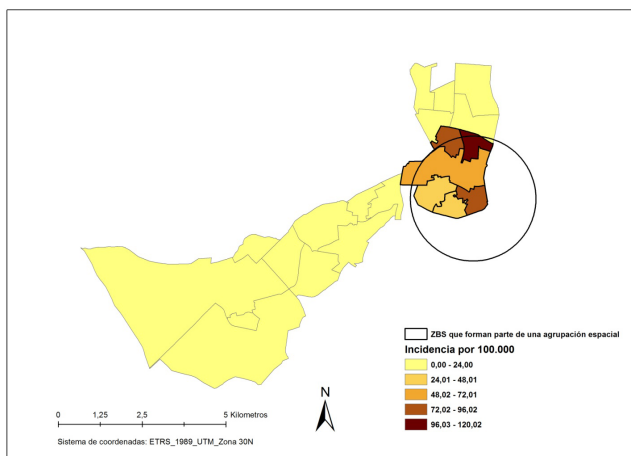 ZBS que forman parte de una agrupación espacial
Incidencia por 100.000
0,00 - 24,00
24,01 - 48,01
48,02 - 72,01
72,02 - 96,02
96,03 - 120,02
N
0 1,25 2,5 5 Kilometros
Sistema de coordenadas: ETRS_1989_UTM_Zona 30N